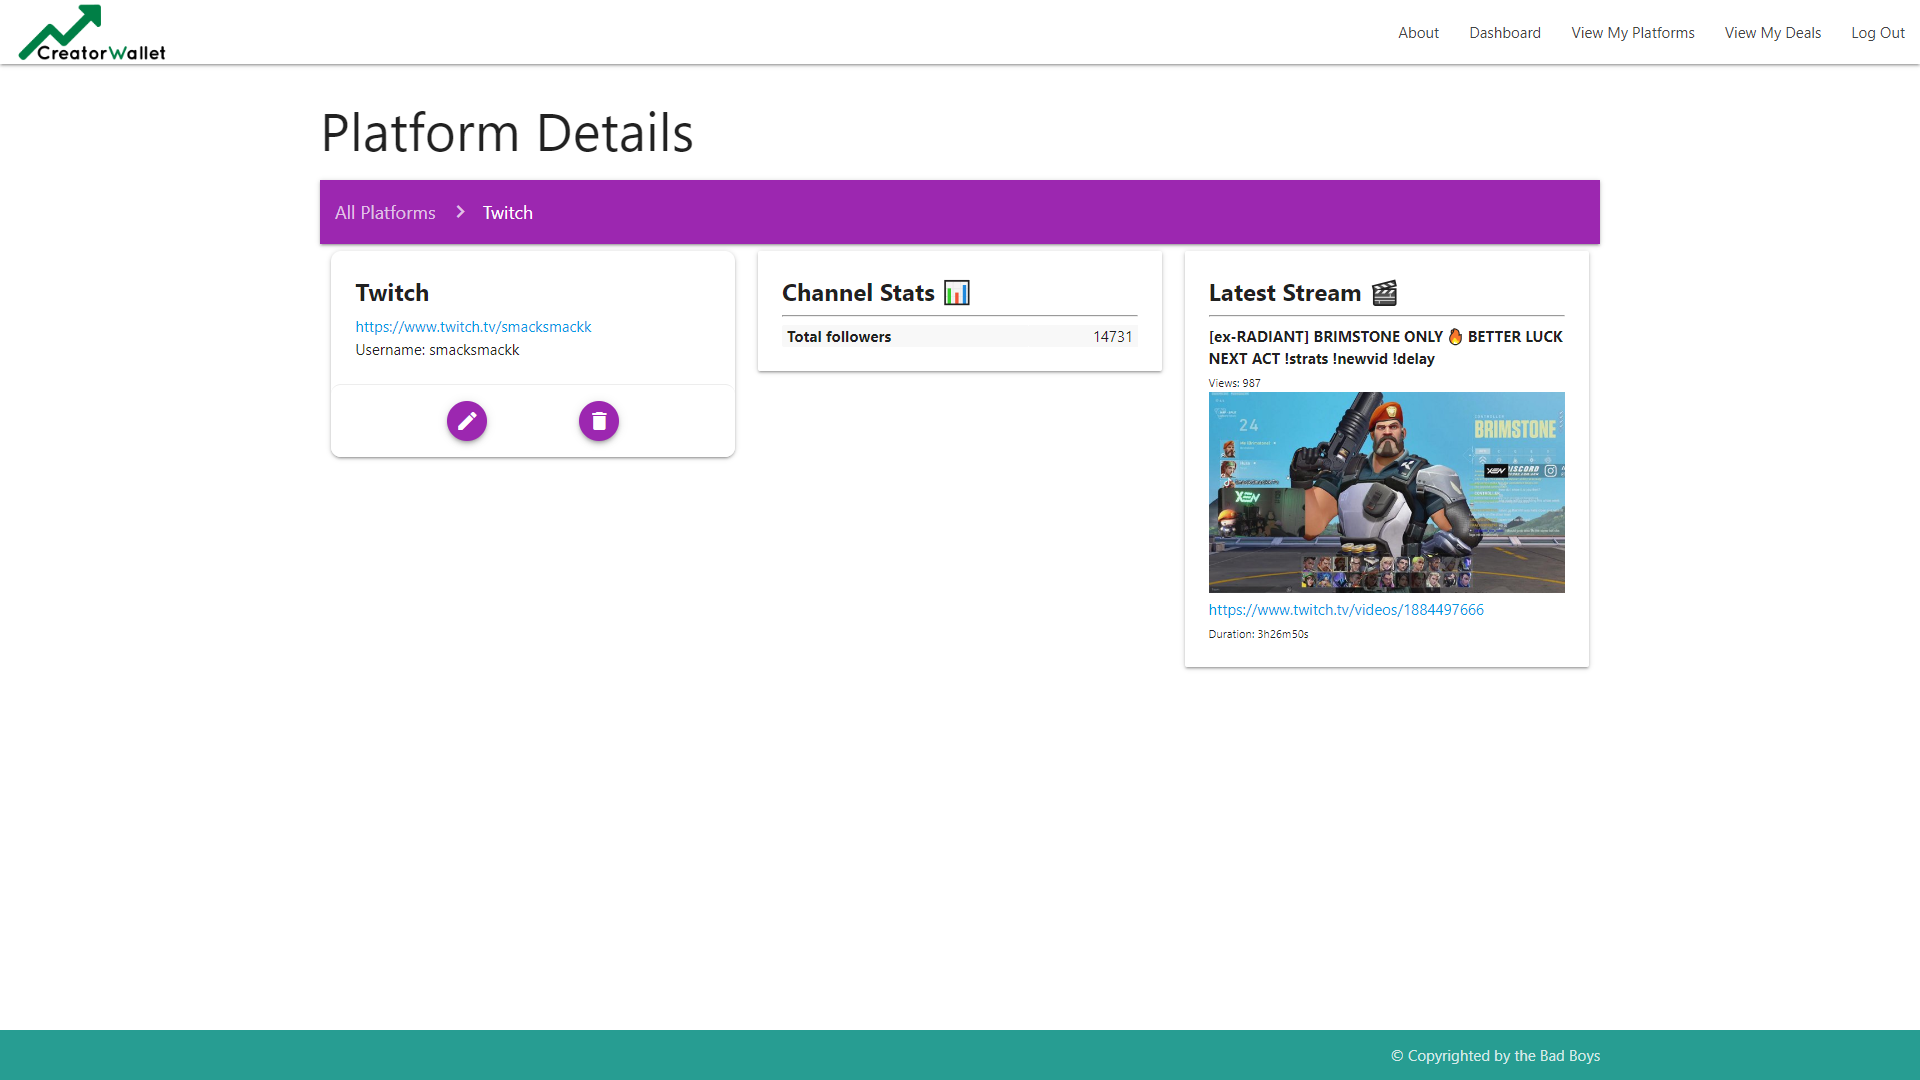 CreatorWallet
About Dashboard View My Platforms View My Deals Log Out
Platform Details
All Platforms > Twitch
Twitch
https://www.twitch.tv/smacksmackk
Username: smacksmackk
Channel Stats 📊
Total followers 14731
Latest Stream 🎬
[ex-RADIANT] BRIMSTONE ONLY 🔥 BETTER LUCK
NEXT ACT !strats !newvid !delay
Views: 987
24
BRIMSTONE
XEN
XEN
https://www.twitch.tv/videos/1884497666
Duration: 3h26m50s
© Copyrighted by the Bad Boys